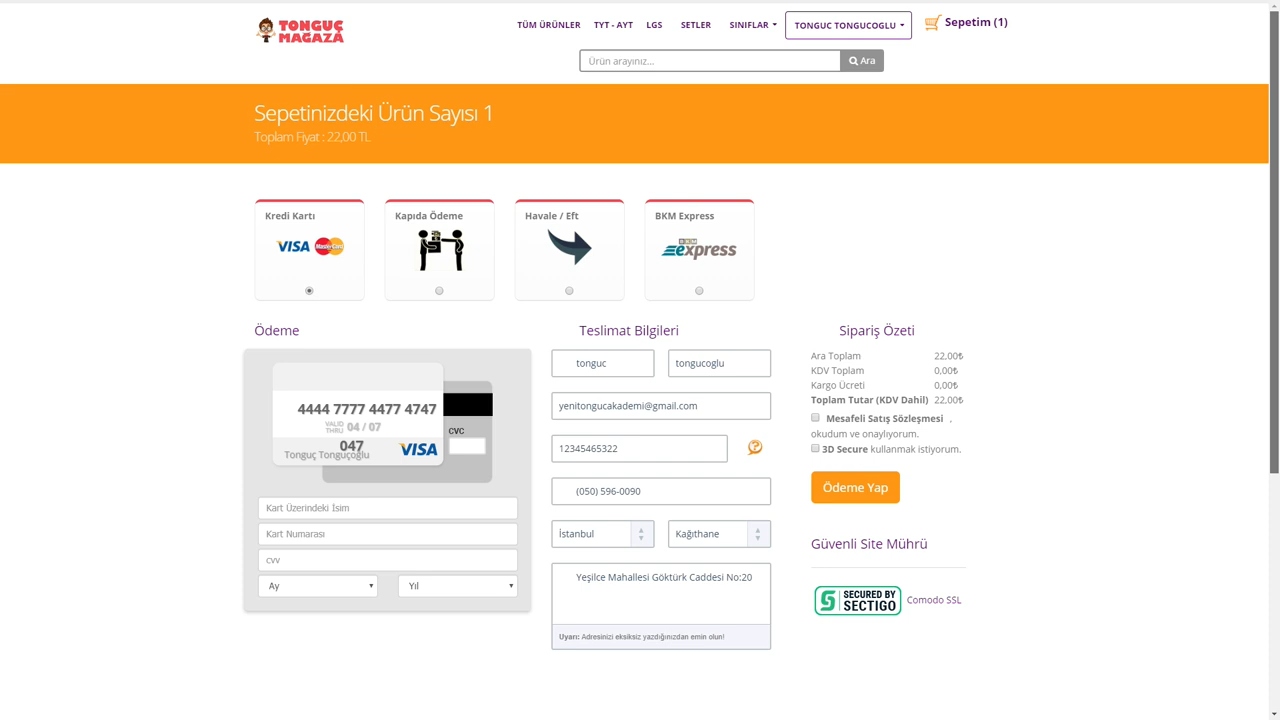 TONGUÇ
MAĞAZA
TÜM ÜRÜNLER TYT - AYT LGS SETLER SINIFLAR TONGUC TONGUCOGLU Sepetim (1)
Ürün arayınız... Ara
Sepetinizdeki Ürün Sayısı 1
Toplam Fiyat : 22,00 TL
Kredi Kartı Kapıda Ödeme Havale / Eft BKM Express
VISA MasterCard BKM express
Ödeme Teslimat Bilgileri Sipariş Özeti
4444 7777 4477 4747
VALID THRU 04 / 07
047
Tonguç Tonguçoglu VISA
CVC
Kart Üzerindeki İsim
Kart Numarası
cvv
Ay Yıl
tonguc tongucoglu
yenitongucakademi@gmail.com
12345465322
(050) 596-0090
İstanbul Kağıthane
Yeşilce Mahallesi Göktürk Caddesi No:20
Uyarı: Adresinizi eksiksiz yazdığınızdan emin olun!
Ara Toplam 22,00₺
KDV Toplam 0,00₺
Kargo Ücreti 0,00₺
Toplam Tutar (KDV Dahil) 22,00₺
Mesafeli Satış Sözleşmesi ,
okudum ve onaylıyorum.
3D Secure kullanmak istiyorum.
Ödeme Yap
Güvenli Site Mührü
SECURED BY
SECTIGO
Comodo SSL